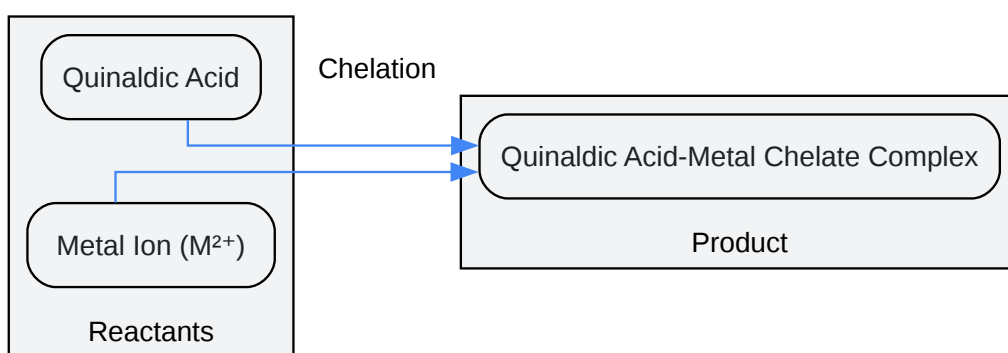 Quinaldic Acid
Chelation
Quinaldic Acid-Metal Chelate Complex
Metal Ion (M²⁺)
Product
Reactants